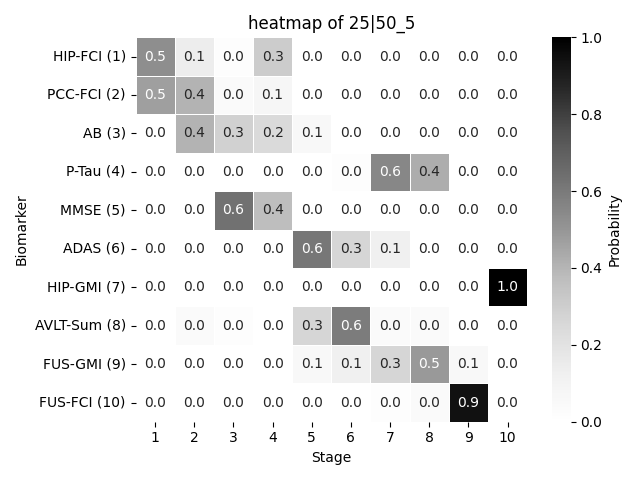 heatmap of 25|50_5
Biomarker
HIP-FCI (1) 0.5 0.1 0.0 0.3 0.0 0.0 0.0 0.0 0.0 0.0
PCC-FCI (2) 0.5 0.4 0.0 0.1 0.0 0.0 0.0 0.0 0.0 0.0
AB (3) 0.0 0.4 0.3 0.2 0.1 0.0 0.0 0.0 0.0 0.0
P-Tau (4) 0.0 0.0 0.0 0.0 0.0 0.0 0.6 0.4 0.0 0.0
MMSE (5) 0.0 0.0 0.6 0.4 0.0 0.0 0.0 0.0 0.0 0.0
ADAS (6) 0.0 0.0 0.0 0.0 0.6 0.3 0.1 0.0 0.0 0.0
HIP-GMI (7) 0.0 0.0 0.0 0.0 0.0 0.0 0.0 0.0 0.0 1.0
AVLT-Sum (8) 0.0 0.0 0.0 0.0 0.3 0.6 0.0 0.0 0.0 0.0
FUS-GMI (9) 0.0 0.0 0.0 0.0 0.1 0.1 0.3 0.5 0.1 0.0
FUS-FCI (10) 0.0 0.0 0.0 0.0 0.0 0.0 0.0 0.0 0.9 0.0
1 2 3 4 5 6 7 8 9 10
Stage
1.0
0.8
0.6
0.4
0.2
0.0
Probability